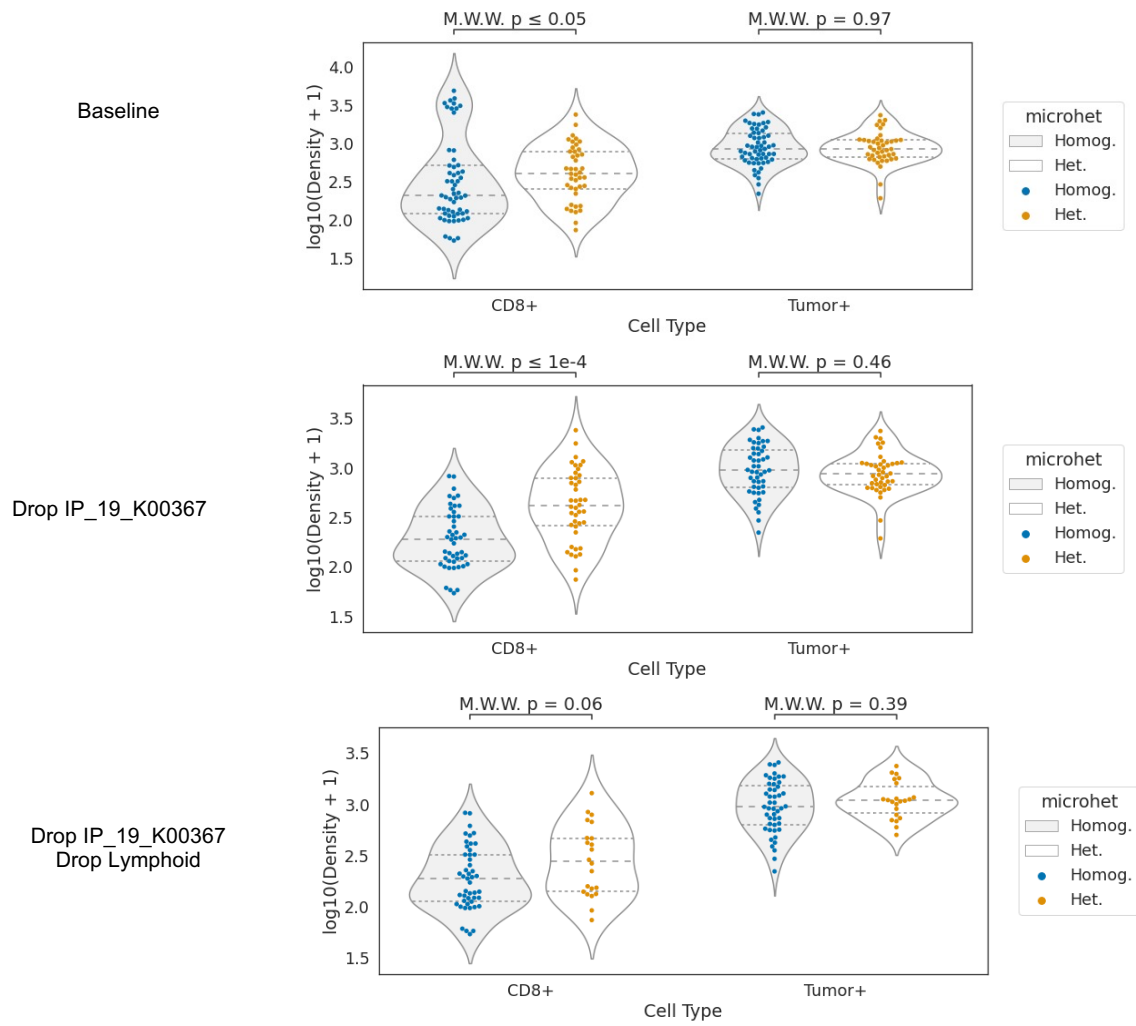 M.W.W. p ≤ 0.05
M.W.W. p = 0.97
Baseline
log10(Density + 1)
4.0
3.5
3.0
2.5
2.0
1.5
CD8+
Tumor+
Cell Type
microhet
Homog.
Het.
Homog.
Het.
M.W.W. p ≤ 1e-4
M.W.W. p = 0.46
Drop IP_19_K00367
log10(Density + 1)
3.5
3.0
2.5
2.0
1.5
CD8+
Tumor+
Cell Type
microhet
Homog.
Het.
Homog.
Het.
M.W.W. p = 0.06
M.W.W. p = 0.39
Drop IP_19_K00367
Drop Lymphoid
log10(Density + 1)
3.5
3.0
2.5
2.0
1.5
CD8+
Tumor+
Cell Type
microhet
Homog.
Het.
Homog.
Het.